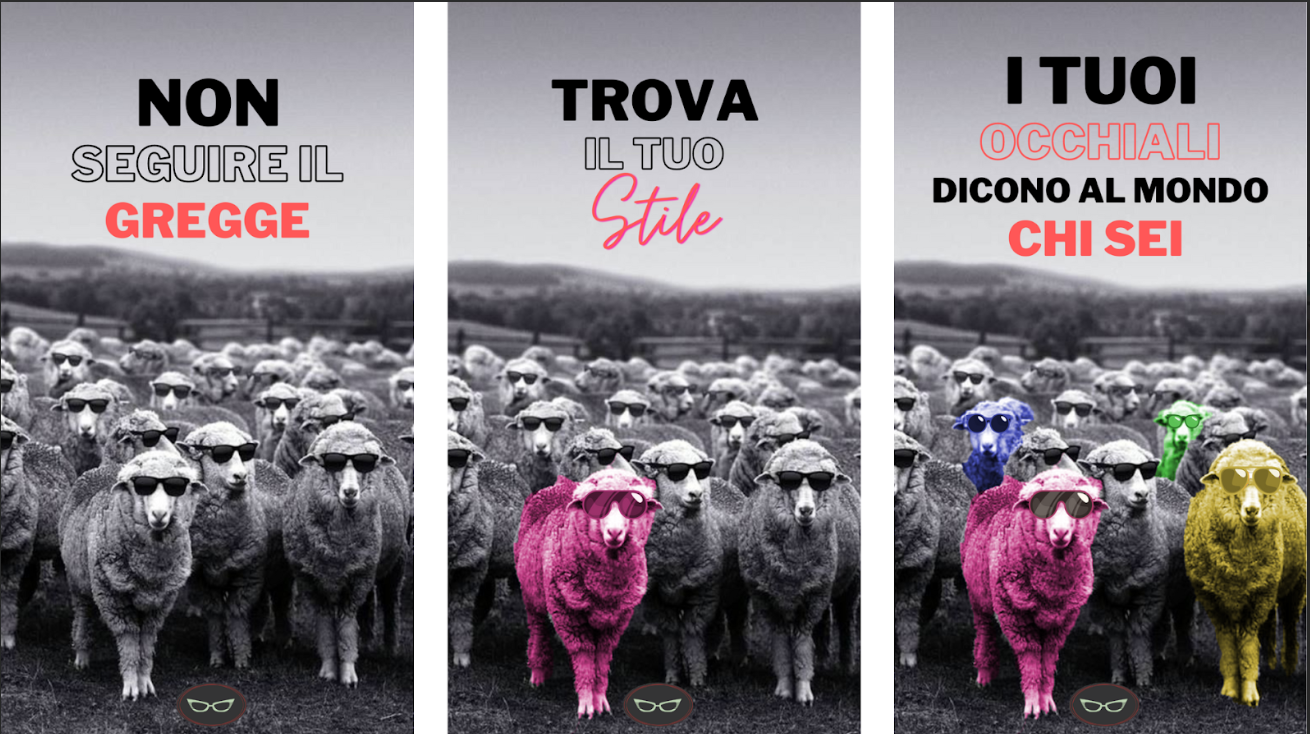 NON
SEGUIRE IL
GREGGE
TROVA
IL TUO
Stile
I TUOI
OCCHIALI
DICONO AL MONDO
CHI SEI